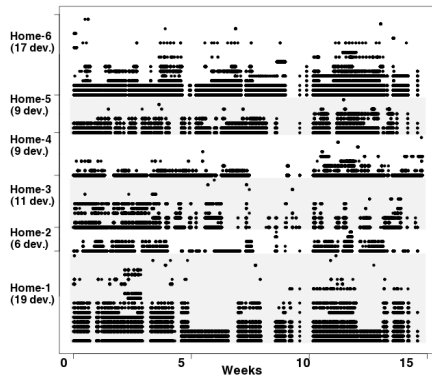 Home-6
(17 dev.)
Home-5
(9 dev.)
Home-4
(9 dev.)
Home-3
(11 dev.)
Home-2
(6 dev.)
Home-1
(19 dev.)
0 5 10 15
Weeks